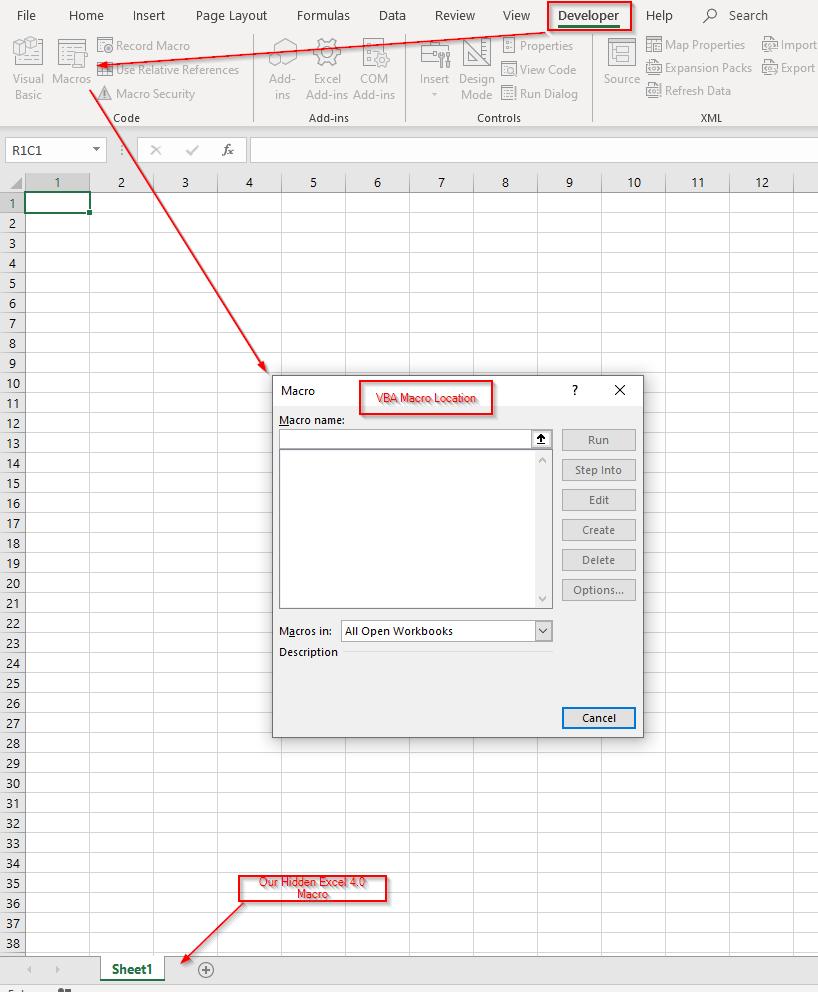 File Home Insert Page Layout Formulas Data Review View Developer Help Search
Visual Basic
Macros
Record Macro
Use Relative References
Macro Security
Code
Add-ins
Excel Add-ins
COM Add-ins
Add-ins
Insert
Design Mode
Properties
View Code
Run Dialog
Controls
Source
Map Properties
Expansion Packs
Refresh Data
Import
Export
XML
R1C1 fx
1 2 3 4 5 6 7 8 9 10 11 12
1
2
3
4
5
6
7
8
9
10
11
12
13
14
15
16
17
18
19
20
21
22
23
24
25
26
27
28
29
30
31
32
33
34
35
36
37
38
Macro ?
VBA Macro Location
Macro name:
Run
Step Into
Edit
Create
Delete
Options...
Macros in: All Open Workbooks
Description
Cancel
Our Hidden Excel 4.0
Macro
Sheet1